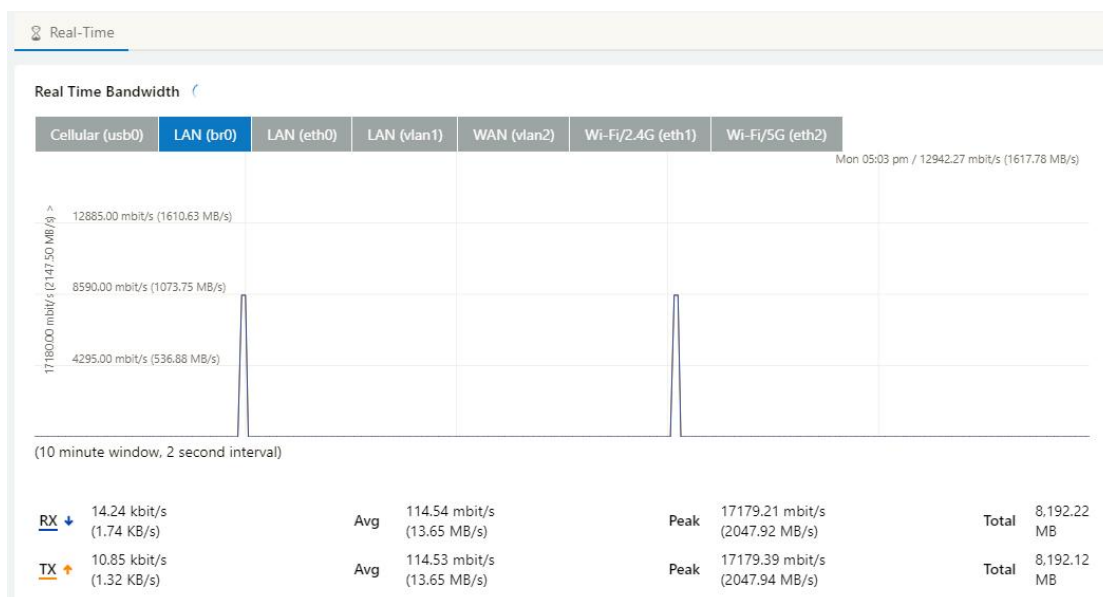 Real-Time
Real Time Bandwidth
Cellular (usb0) LAN (br0) LAN (eth0) LAN (vlan1) WAN (vlan2) Wi-Fi/2.4G (eth1) Wi-Fi/5G (eth2)
Mon 05:03 pm / 12942.27 mbit/s (1617.78 MB/s)
17180.00 mbit/s (2147.50 MB/s) >
12885.00 mbit/s (1610.63 MB/s)
8590.00 mbit/s (1073.75 MB/s)
4295.00 mbit/s (536.88 MB/s)
(10 minute window, 2 second interval)
RX 14.24 kbit/s Avg 114.54 mbit/s Peak 17179.21 mbit/s Total 8,192.22
(1.74 KB/s) (13.65 MB/s) (2047.92 MB/s) MB
TX 10.85 kbit/s Avg 114.53 mbit/s Peak 17179.39 mbit/s Total 8,192.12
(1.32 KB/s) (13.65 MB/s) (2047.94 MB/s) MB